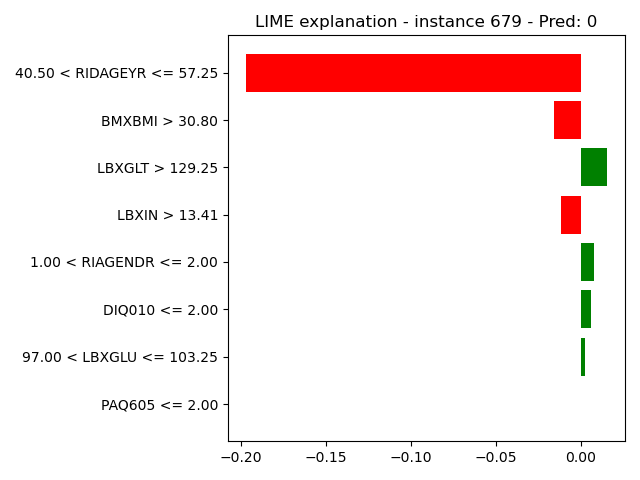 LIME explanation - instance 679 - Pred: 0
40.50 < RIDAGEYR <= 57.25
BMXBMI > 30.80
LBXGLT > 129.25
LBXIN > 13.41
1.00 < RIAGENDR <= 2.00
DIQ010 <= 2.00
97.00 < LBXGLU <= 103.25
PAQ605 <= 2.00
−0.20 −0.15 −0.10 −0.05 0.00